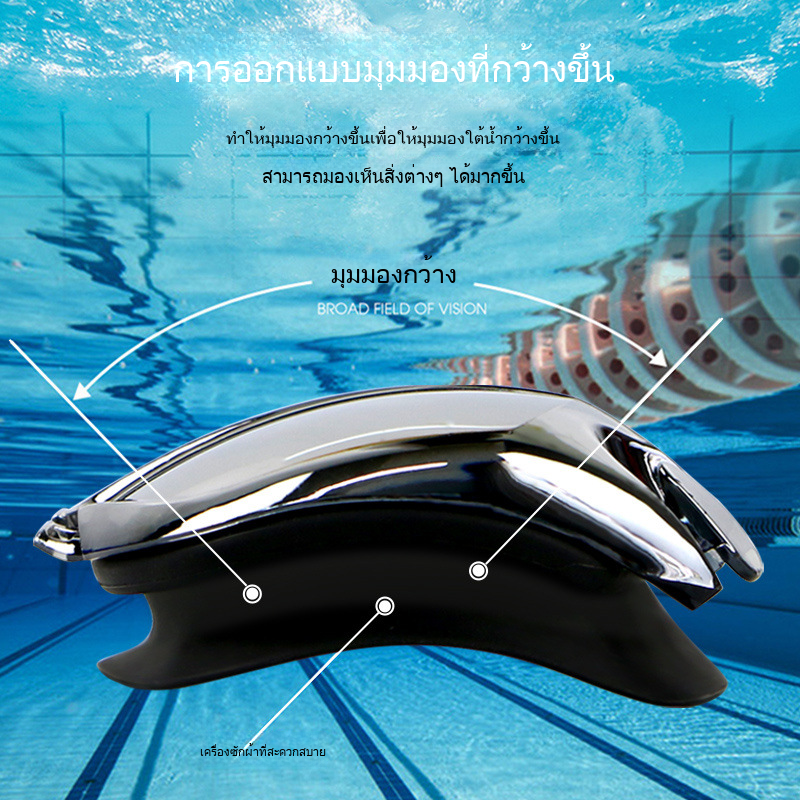 การออกแบบมุมมองที่กว้างขึ้น
ทำให้มุมมองกว้างขึ้นเพื่อให้มุมมองใต้น้ำกว้างขึ้น
สามารถมองเห็นสิ่งต่างๆ ได้มากขึ้น
มุมมองกว้าง
BROAD FIELD OF VISION
เครื่องซักผ้าที่สะดวกสบาย